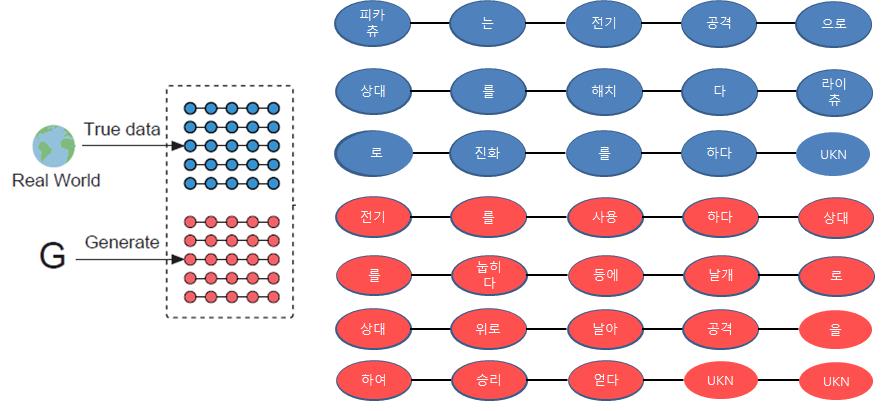 True data
Real World
G
Generate
피카츄 는 전기 공격 으로
상대 를 해치 다 라이츄
로 진화 를 하다 UKN
전기 를 사용 하다 상대
를 눕히다 등에 날개 로
상대 위로 날아 공격 을
하여 승리 얻다 UKN UKN